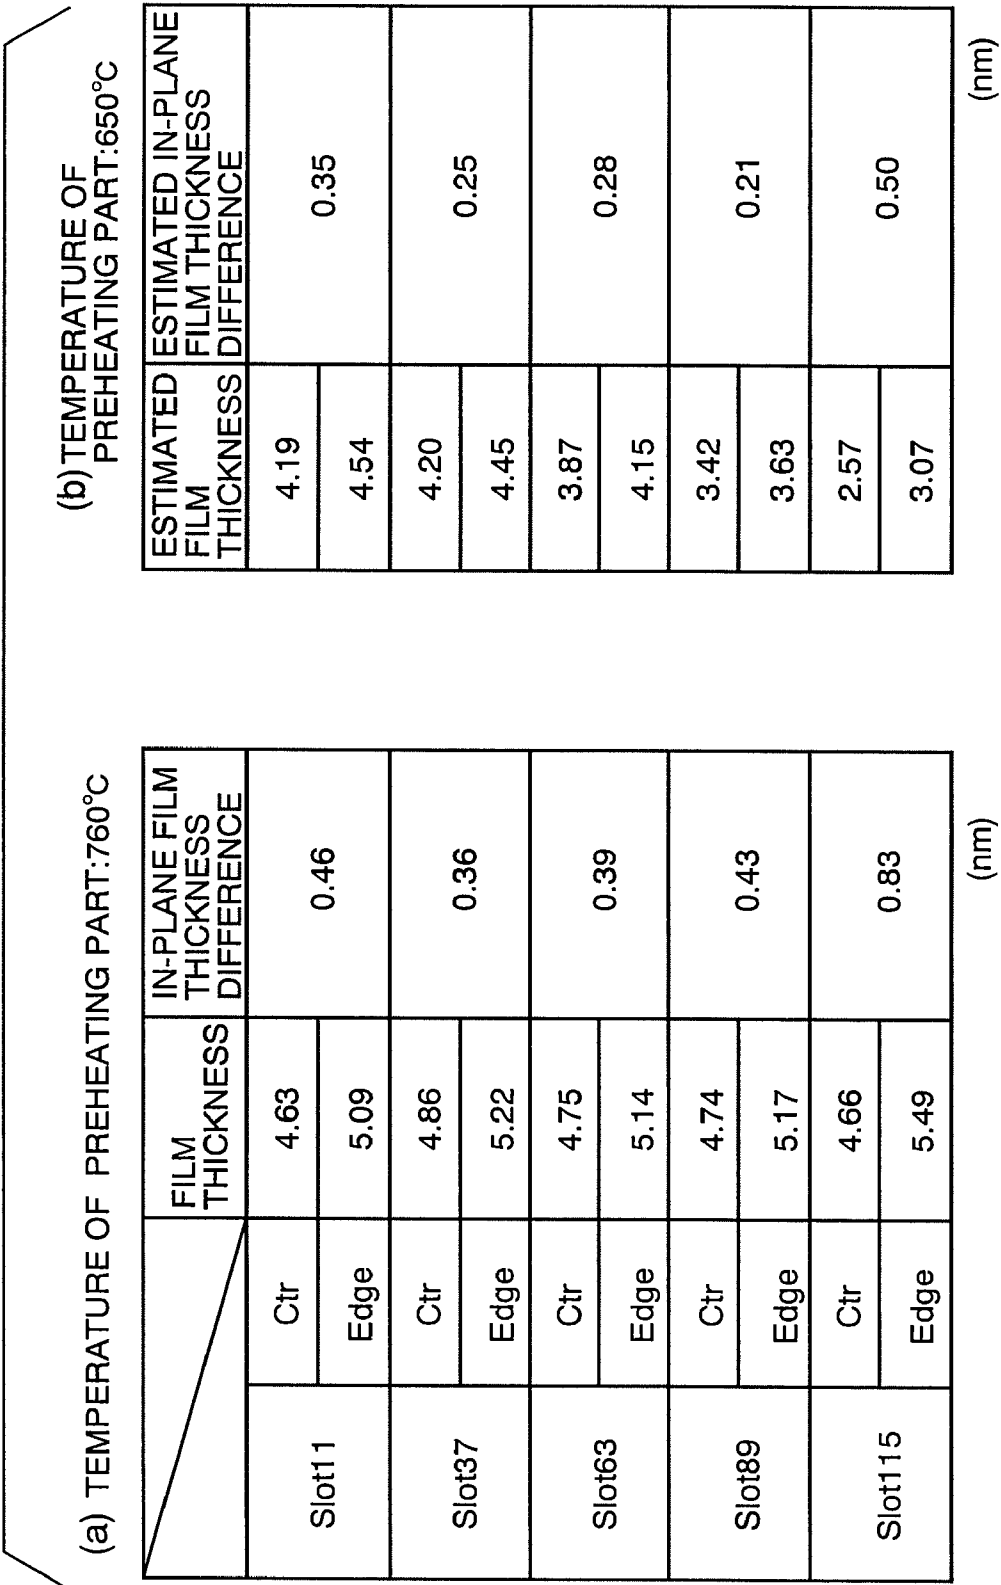 (a) TEMPERATURE OF PREHEATING PART:760°C
FILM
THICKNESS
IN-PLANE FILM
THICKNESS
DIFFERENCE
Slot11
Ctr
4.63
0.46
Edge
5.09
Slot37
Ctr
4.86
0.36
Edge
5.22
Slot63
Ctr
4.75
0.39
Edge
5.14
Slot89
Ctr
4.74
0.43
Edge
5.17
Slot115
Ctr
4.66
0.83
Edge
5.49
(nm)
(b) TEMPERATURE OF
PREHEATING PART:650°C
ESTIMATED
FILM
THICKNESS
ESTIMATED IN-PLANE
FILM THICKNESS
DIFFERENCE
4.19
0.35
4.54
4.20
0.25
4.45
3.87
0.28
4.15
3.42
0.21
3.63
2.57
0.50
3.07
(nm)